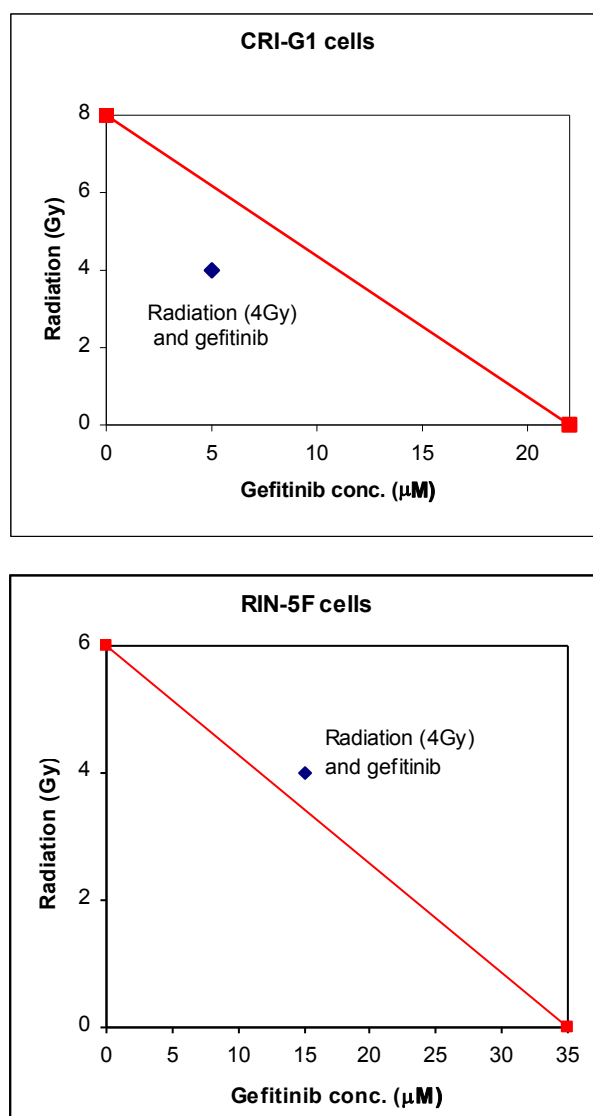 CRI-G1 cells
8
6
4
2
0
Radiation (Gy)
Radiation (4Gy)
and gefitinib
0 5 10 15 20
Gefitinib conc. (μM)
RIN-5F cells
6
4
2
0
Radiation (Gy)
Radiation (4Gy)
and gefitinib
0 5 10 15 20 25 30 35
Gefitinib conc. (μM)